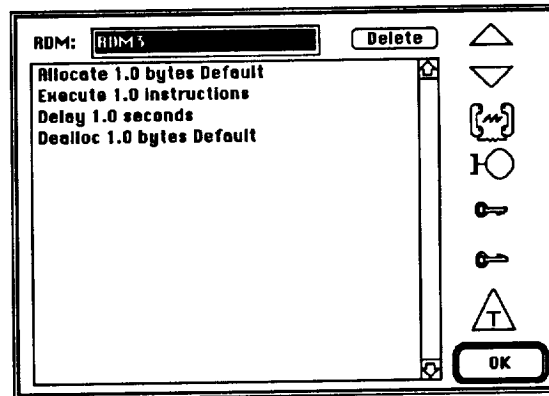 RDM: RDM3 Delete
Allocate 1.0 bytes Default
Execute 1.0 instructions
Delay 1.0 seconds
Dealloc 1.0 bytes Default
T
OK